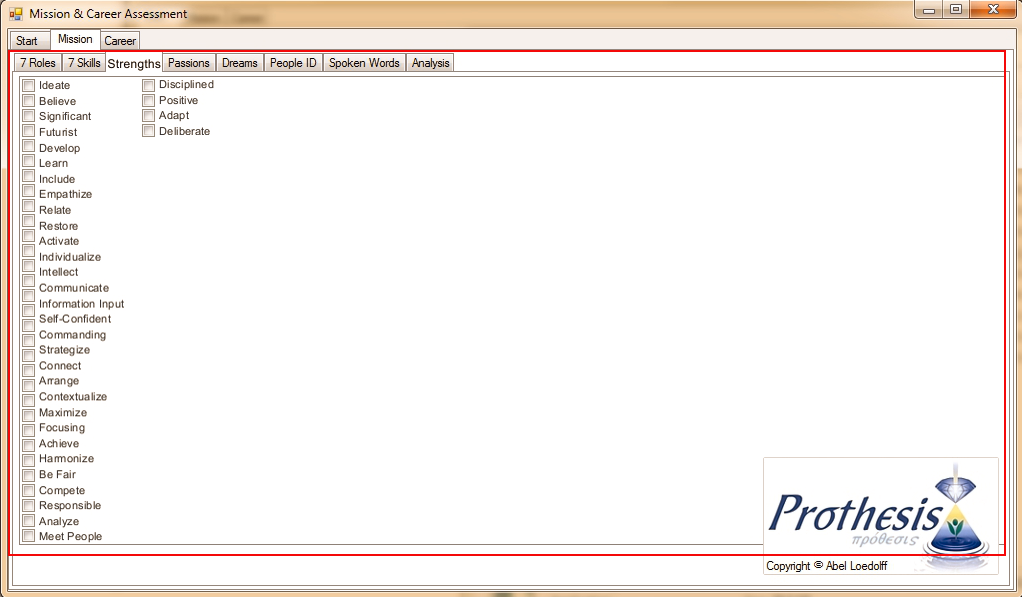 Mission & Career Assessment
Start Mission Career
7 Roles 7 Skills Strengths Passions Dreams People ID Spoken Words Analysis
Ideate
Believe
Significant
Futurist
Develop
Learn
Include
Empathize
Relate
Restore
Activate
Individualize
Intellect
Communicate
Information Input
Self-Confident
Commanding
Strategize
Connect
Arrange
Contextualize
Maximize
Focusing
Achieve
Harmonize
Be Fair
Compete
Responsible
Analyze
Meet People
Disciplined
Positive
Adapt
Deliberate
Prothesis
πρόθεσις
Copyright © Abel Loedolff